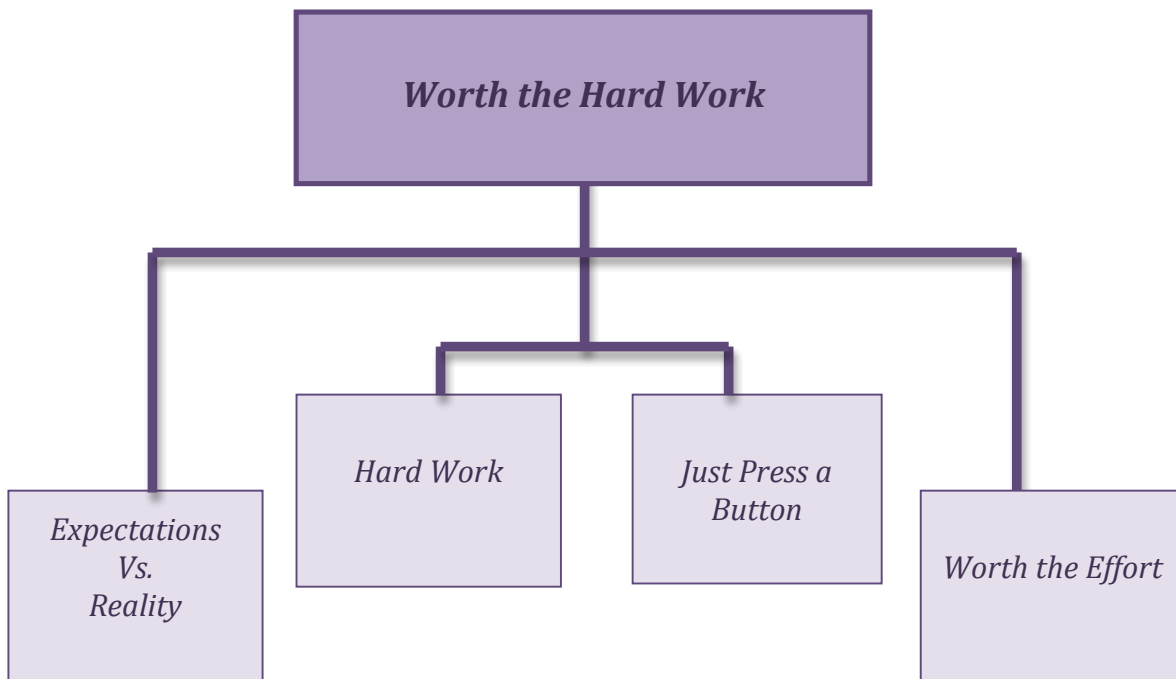 Worth the Hard Work
Hard Work
Just Press a
Button
Expectations
Vs.
Reality
Worth the Effort